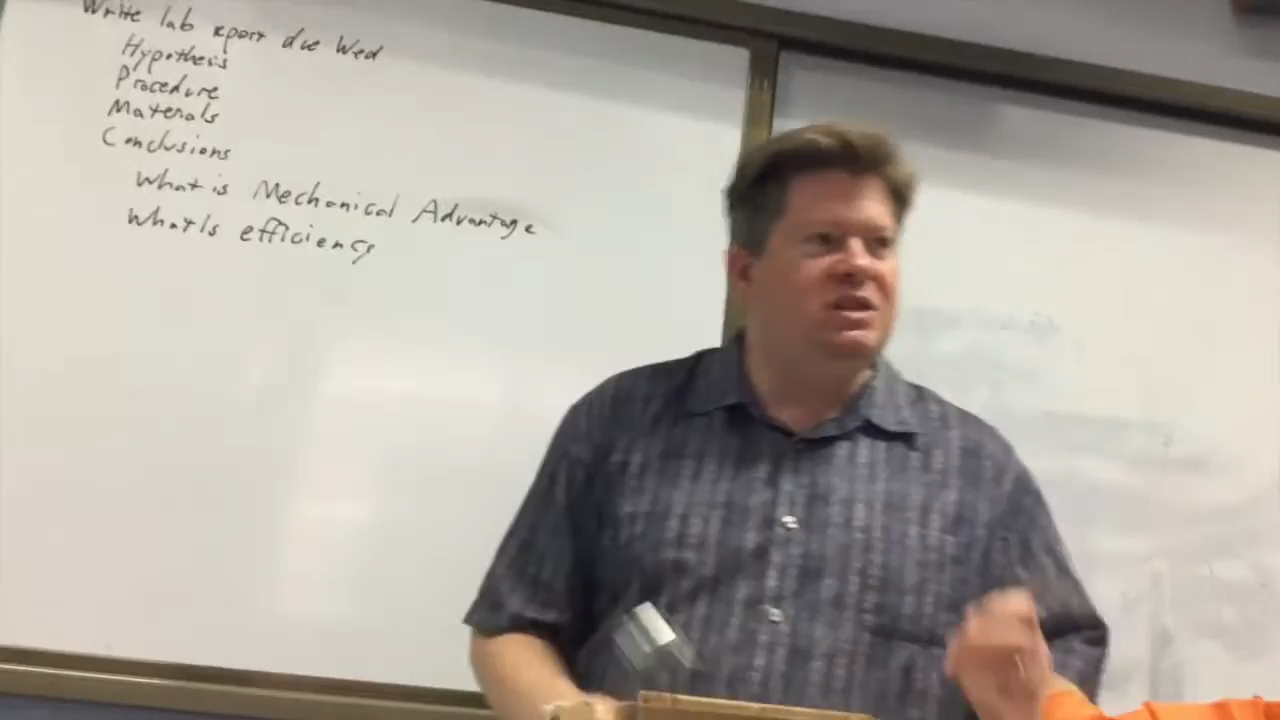 Write lab report due Wed
Hypothesis
Procedure
Materials
Conclusions
What is Mechanical Advantage
What Is efficiency